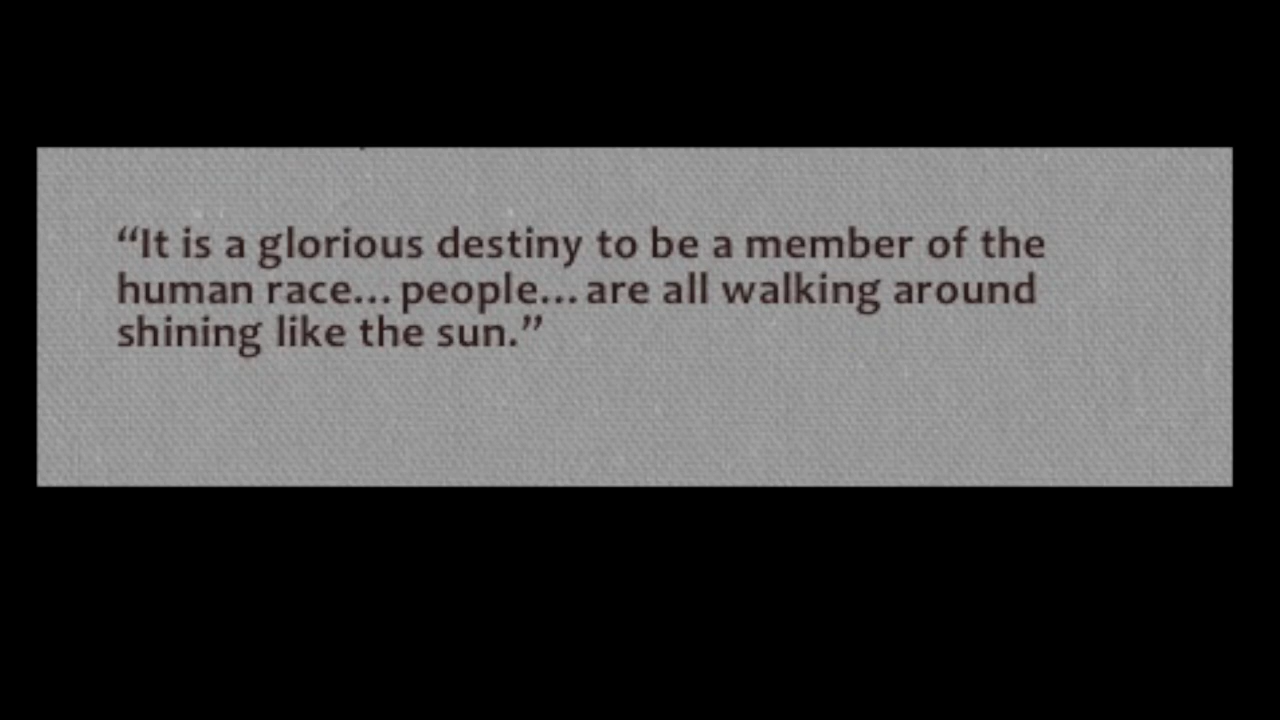 “It is a glorious destiny to be a member of the
human race... people... are all walking around
shining like the sun.”